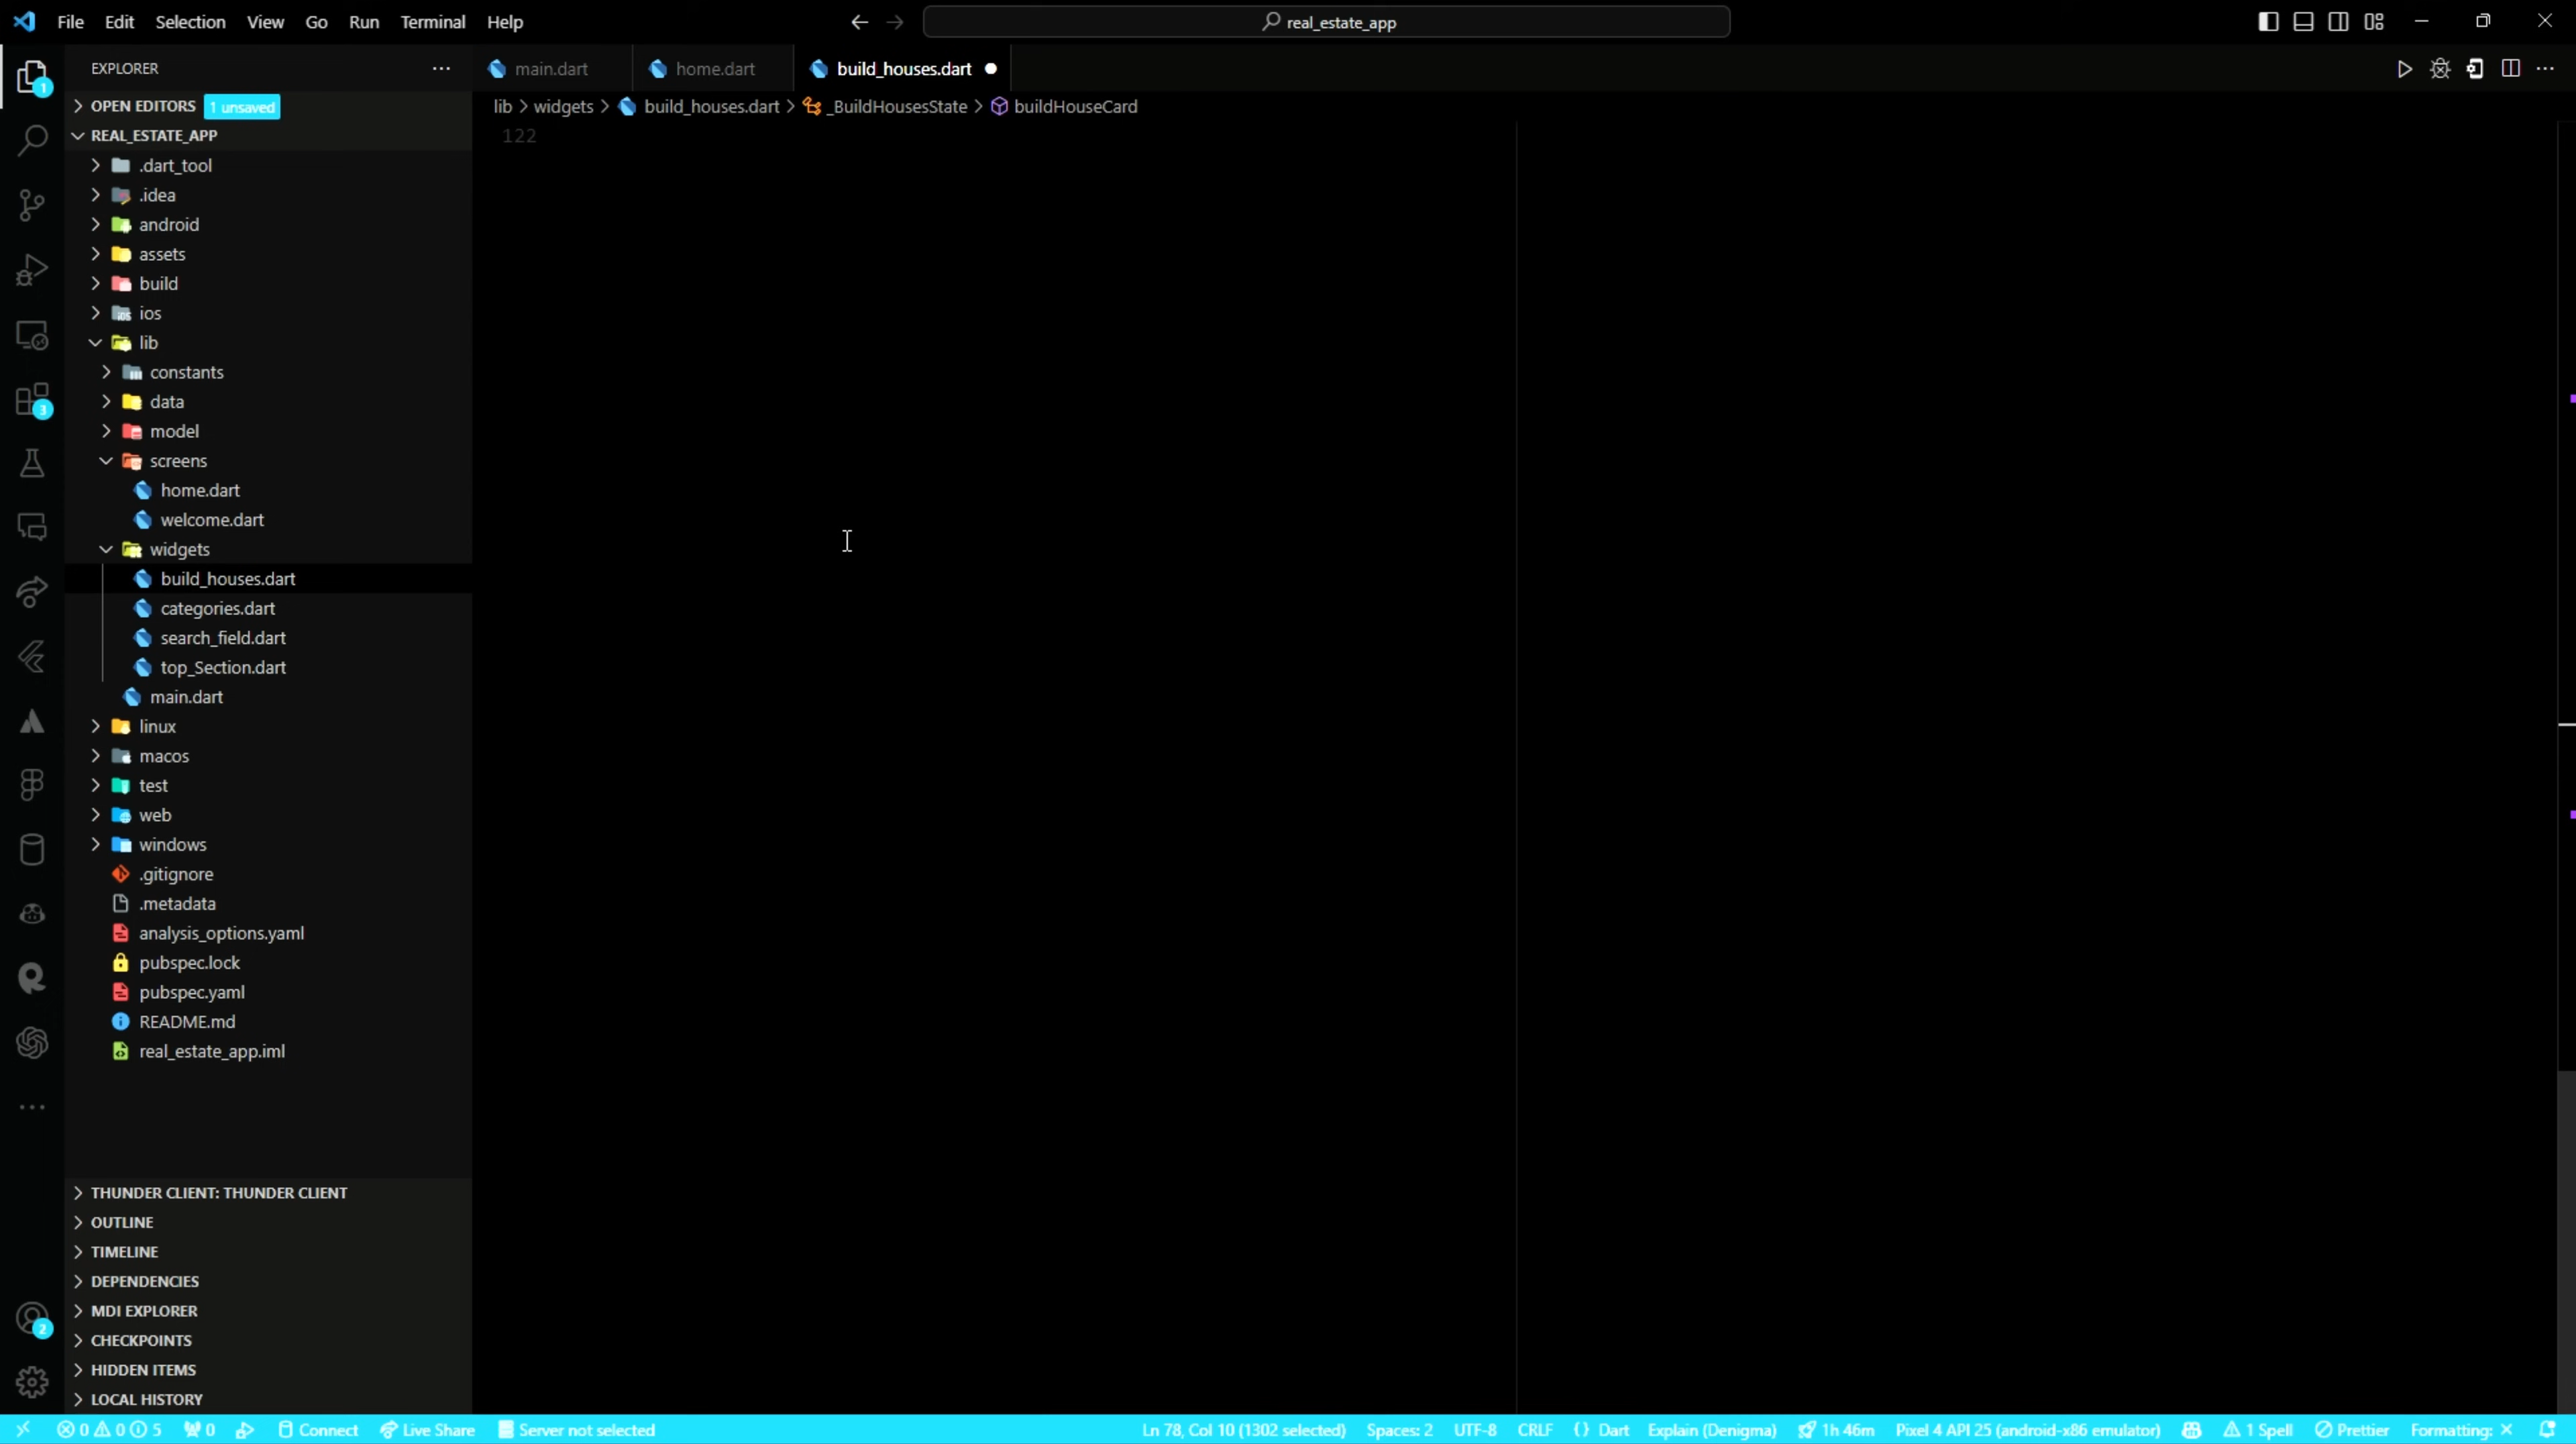 File Edit Selection View Go Run Terminal Help
real_estate_app
EXPLORER
main.dart
home.dart
build_houses.dart
OPEN EDITORS 1 unsaved
lib > widgets > build_houses.dart > _BuildHousesState > buildHouseCard
REAL_ESTATE_APP
122
.dart_tool
.idea
android
assets
build
ios
lib
constants
data
model
screens
home.dart
welcome.dart
widgets
build_houses.dart
categories.dart
search_field.dart
top_Section.dart
main.dart
linux
macos
test
web
windows
.gitignore
.metadata
analysis_options.yaml
pubspec.lock
pubspec.yaml
README.md
real_estate_app.iml
THUNDER CLIENT: THUNDER CLIENT
OUTLINE
TIMELINE
DEPENDENCIES
MDI EXPLORER
CHECKPOINTS
HIDDEN ITEMS
LOCAL HISTORY
1
3
2
0 0 5 0 Connect Live Share Server not selected Ln 78, Col 10 (1302 selected) Spaces: 2 UTF-8 CRLF {} Dart Explain (Denigma) 1h 46m Pixel 4 API 25 (android-x86 emulator) 1 Spell Prettier Formatting: ×